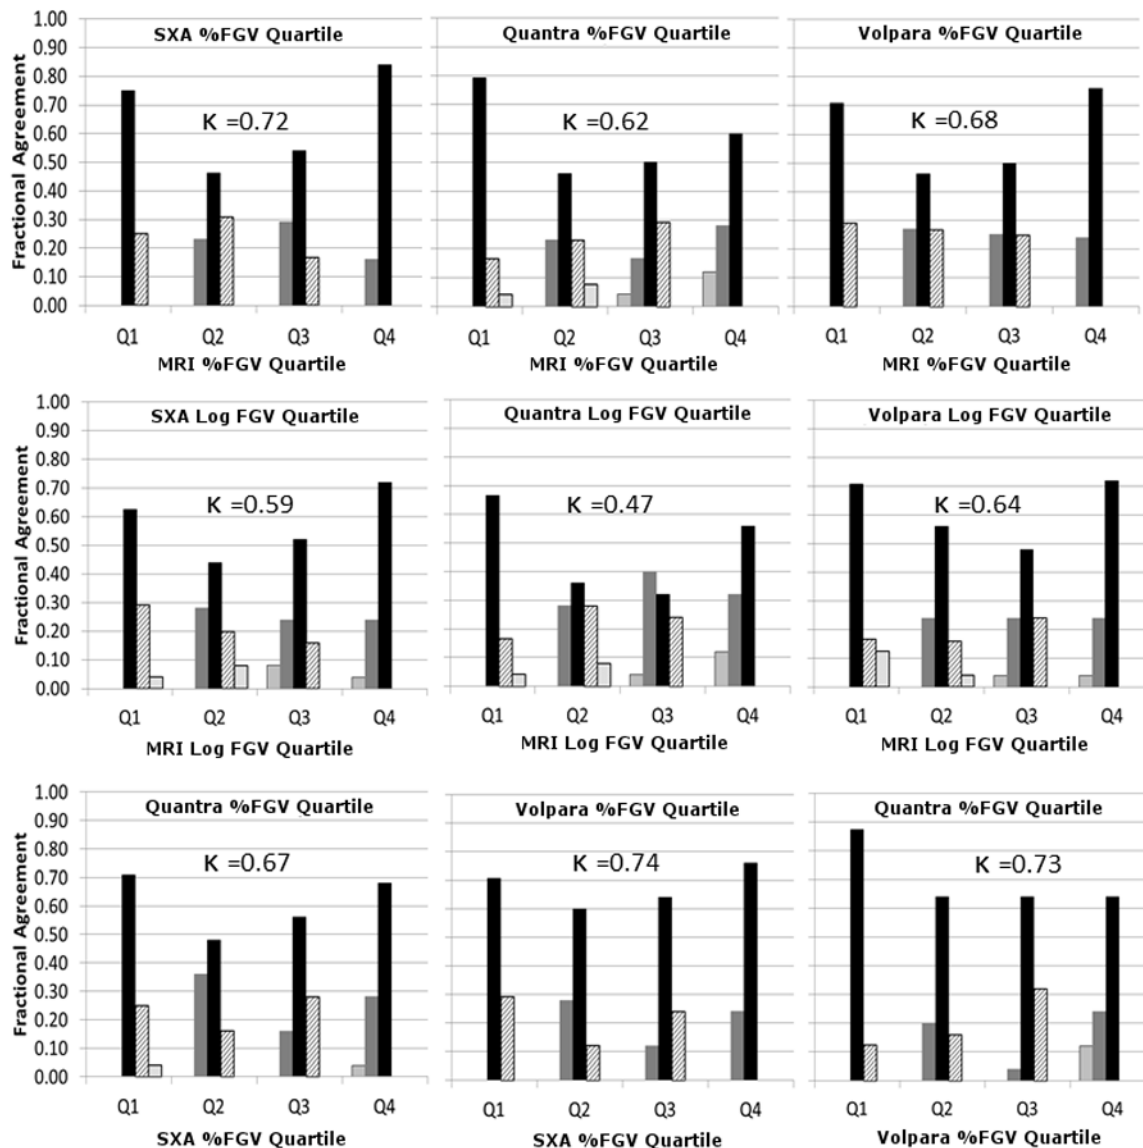 1.00
0.90
0.80
0.70
0.60
0.50
0.40
0.30
0.20
0.10
0.00
Fractional Agreement
SXA %FGV Quartile
K =0.72
Q1 Q2 Q3 Q4
MRI %FGV Quartile
Quantra %FGV Quartile
K =0.62
Q1 Q2 Q3 Q4
MRI %FGV Quartile
Volpara %FGV Quartile
K =0.68
Q1 Q2 Q3 Q4
MRI %FGV Quartile
1.00
0.90
0.80
0.70
0.60
0.50
0.40
0.30
0.20
0.10
0.00
Fractional Agreement
SXA Log FGV Quartile
K =0.59
Q1 Q2 Q3 Q4
MRI Log FGV Quartile
Quantra Log FGV Quartile
K =0.47
Q1 Q2 Q3 Q4
MRI Log FGV Quartile
Volpara Log FGV Quartile
K =0.64
Q1 Q2 Q3 Q4
MRI Log FGV Quartile
1.00
0.90
0.80
0.70
0.60
0.50
0.40
0.30
0.20
0.10
0.00
Fractional Agreement
Quantra %FGV Quartile
K =0.67
Q1 Q2 Q3 Q4
SXA %FGV Quartile
Volpara %FGV Quartile
K =0.74
Q1 Q2 Q3 Q4
SXA %FGV Quartile
Quantra %FGV Quartile
K =0.73
Q1 Q2 Q3 Q4
Volpara %FGV Quartile